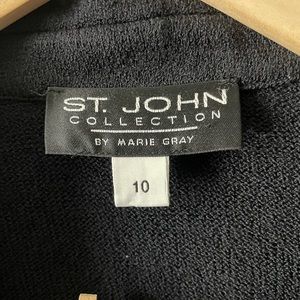 ST. JOHN
COLLECTION
BY MARIE GRAY
10